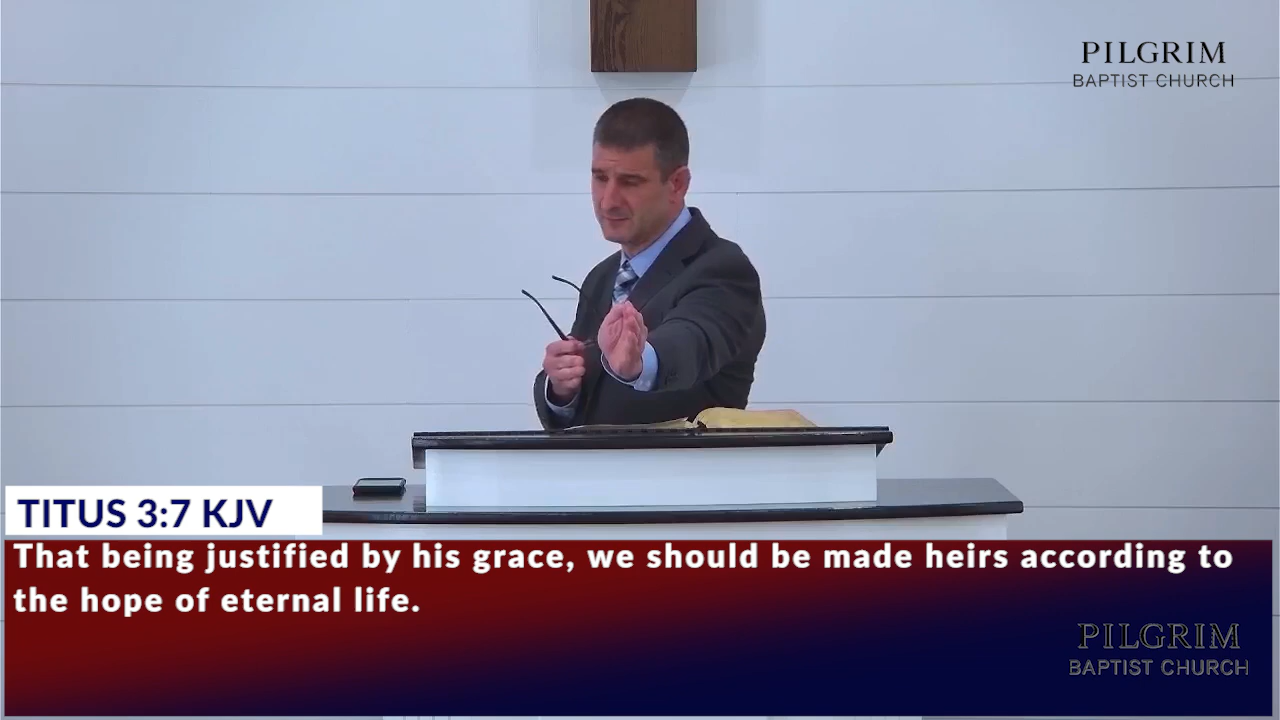 PILGRIM
BAPTIST CHURCH
TITUS 3:7 KJV
That being justified by his grace, we should be made heirs according to
the hope of eternal life.
PILGRIM
BAPTIST CHURCH